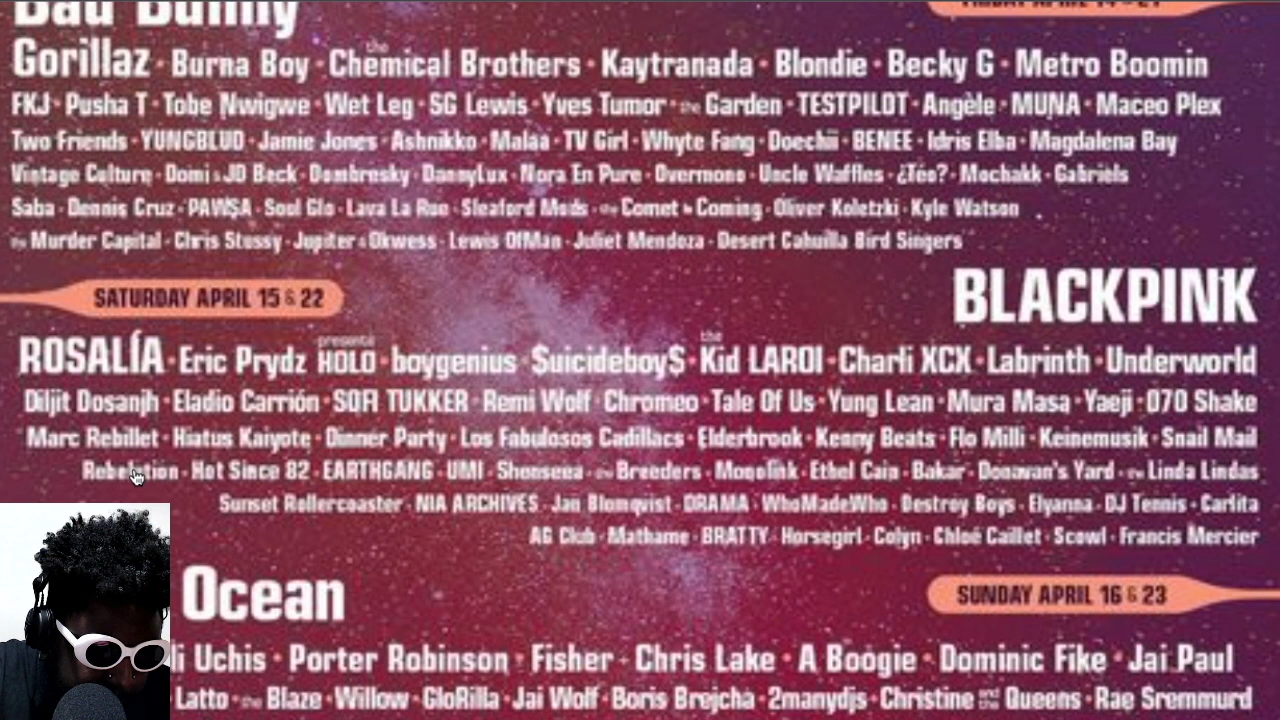 Bad Bunny
FRIDAY APRIL 14 & 21
Gorillaz · Burna Boy · the Chemical Brothers · Kaytranada · Blondie · Becky G · Metro Boomin
FKJ · Pusha T · Tobe Nwigwe · Wet Leg · SG Lewis · Yves Tumor · the Garden · TESTPILOT · Angèle · MUNA · Maceo Plex
Two Friends · YUNGBLUD · Jamie Jones · Ashnikko · Malaa · TV Girl · Whyte Fang · Doechii · BENEE · Idris Elba · Magdalena Bay
Vintage Culture · Domi & JD Beck · Dombresky · DannyLux · Nora En Pure · Overmono · Uncle Waffles · ¿Téo? · Mochakk · Gabriels
Saba · Dennis Cruz · PAWSA · Soul Glo · Lava La Rue · Sleaford Mods · the Comet is Coming · Oliver Koletzki · Kyle Watson
the Murder Capital · Chris Stussy · Jupiter & Okwess · Lewis OfMan · Juliet Mendoza · Desert Cahuilla Bird Singers
SATURDAY APRIL 15 & 22
BLACKPINK
ROSALÍA · Eric Prydz presents HOLO · boygenius · $uicideboy$ · the Kid LAROI · Charli XCX · Labrinth · Underworld
Diljit Dosanjh · Eladio Carrión · SOFI TUKKER · Remi Wolf · Chromeo · Tale Of Us · Yung Lean · Mura Masa · Yaeji · 070 Shake
Marc Rebillet · Hiatus Kaiyote · Dinner Party · Los Fabulosos Cadillacs · Elderbrook · Kenny Beats · Flo Milli · Keinemusik · Snail Mail
Rebelution · Hot Since 82 · EARTHGANG · UMI · Shenseea · the Breeders · Monolink · Ethel Cain · Bakar · Donavan's Yard · the Linda Lindas
Sunset Rollercoaster · NIA ARCHIVES · Jan Blomqvist · DRAMA · WhoMadeWho · Destroy Boys · Elyanna · DJ Tennis + Carlita
AG Club · Mathame · BRATTY · Horsegirl · Colyn · Chloé Caillet · Scowl · Francis Mercier
Ocean
SUNDAY APRIL 16 & 23
li Uchis · Porter Robinson · Fisher + Chris Lake · A Boogie · Dominic Fike · Jai Paul
Latto · the Blaze · Willow · GloRilla · Jai Wolf · Boris Brejcha · 2manydjs · Christine and the Queens · Rae Sremmurd